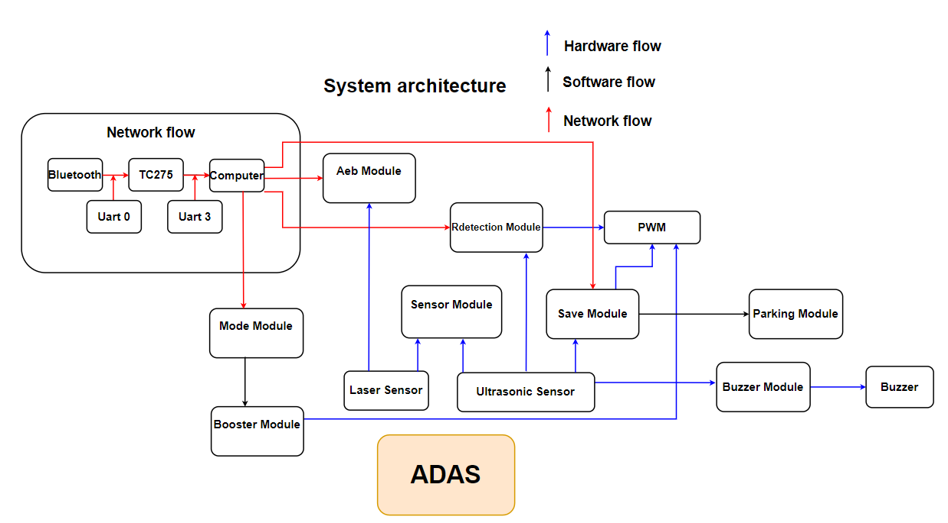 Hardware flow
System architecture
Software flow
Network flow
Network flow
Bluetooth
TC275
Computer
Aeb Module
Uart 0
Uart 3
Rdetection Module
PWM
Sensor Module
Save Module
Parking Module
Mode Module
Laser Sensor
Ultrasonic Sensor
Buzzer Module
Buzzer
Booster Module
ADAS